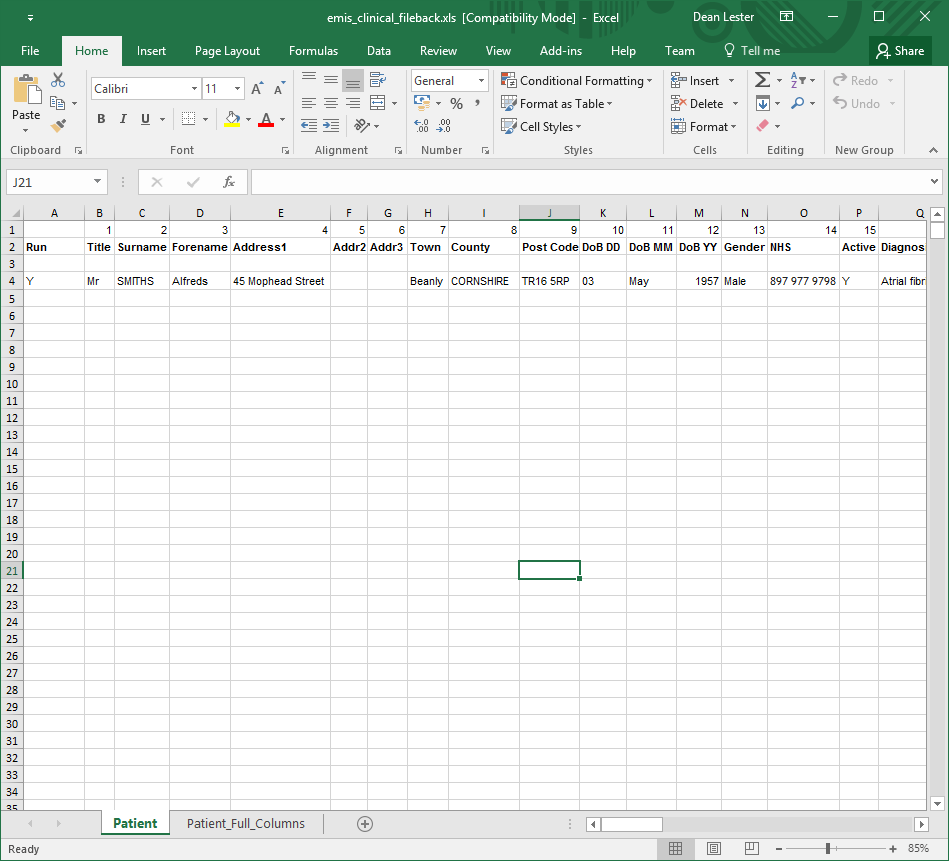 emis_clinical_fileback.xls [Compatibility Mode] - Excel
Dean Lester
File Home Insert Page Layout Formulas Data Review View Add-ins Help Team Tell me Share
Paste
Calibri 11
B I U
A A A
General
% ,
Conditional Formatting
Format as Table
Cell Styles
Insert
Delete
Format
Redo
Undo
Clipboard Font Alignment Number Styles Cells Editing New Group
J21 fx
A B C D E F G H I J K L M N O P Q
1 1 2 3 4 5 6 7 8 9 10 11 12 13 14 15
2 Run Title Surname Forename Address1 Addr2 Addr3 Town County Post Code DoB DD DoB MM DoB YY Gender NHS Active Diagnos
3
4 Y Mr SMITHS Alfreds 45 Mophead Street Beanly CORNSHIRE TR16 5RP 03 May 1957 Male 897 977 9798 Y Atrial fibr
5
6
7
8
9
10
11
12
13
14
15
16
17
18
19
20
21
22
23
24
25
26
27
28
29
30
31
32
33
34
35
Patient Patient_Full_Columns
Ready 85%